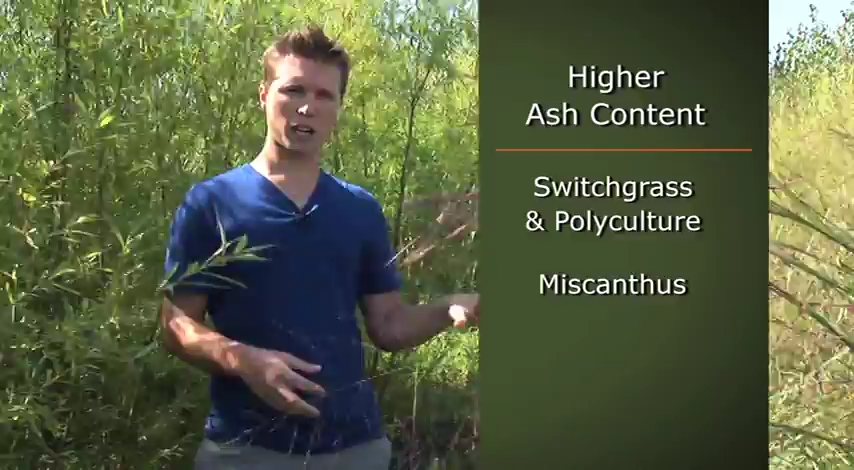 Higher
Ash Content
Switchgrass
& Polyculture
Miscanthus